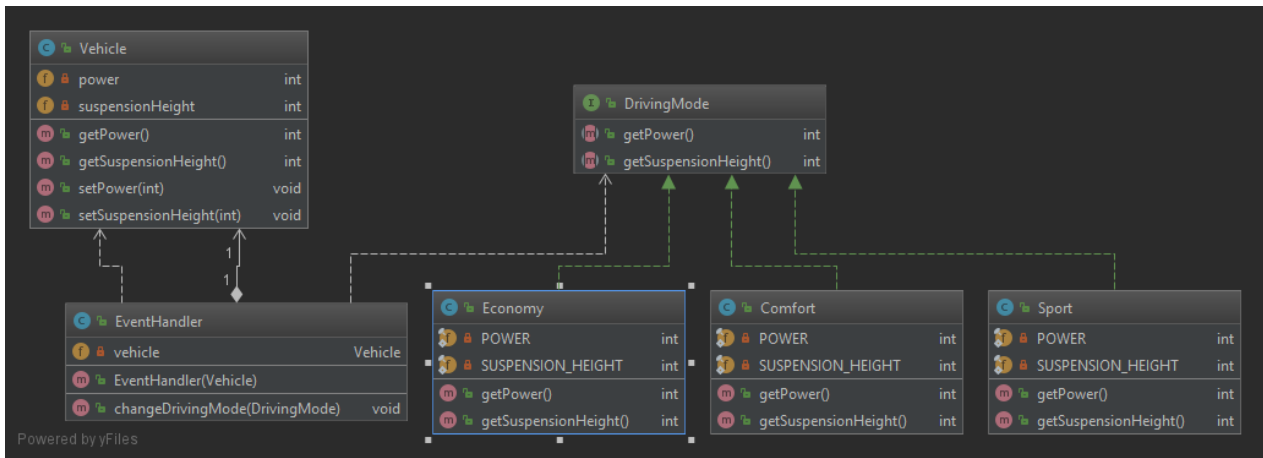 Vehicle
power int
suspensionHeight int
getPower() int
getSuspensionHeight() int
setPower(int) void
setSuspensionHeight(int) void
DrivingMode
getPower() int
getSuspensionHeight() int
1
1
EventHandler
vehicle Vehicle
EventHandler(Vehicle)
changeDrivingMode(DrivingMode) void
Economy
POWER int
SUSPENSION_HEIGHT int
getPower() int
getSuspensionHeight() int
Comfort
POWER int
SUSPENSION_HEIGHT int
getPower() int
getSuspensionHeight() int
Sport
POWER int
SUSPENSION_HEIGHT int
getPower() int
getSuspensionHeight() int
Powered by yFiles